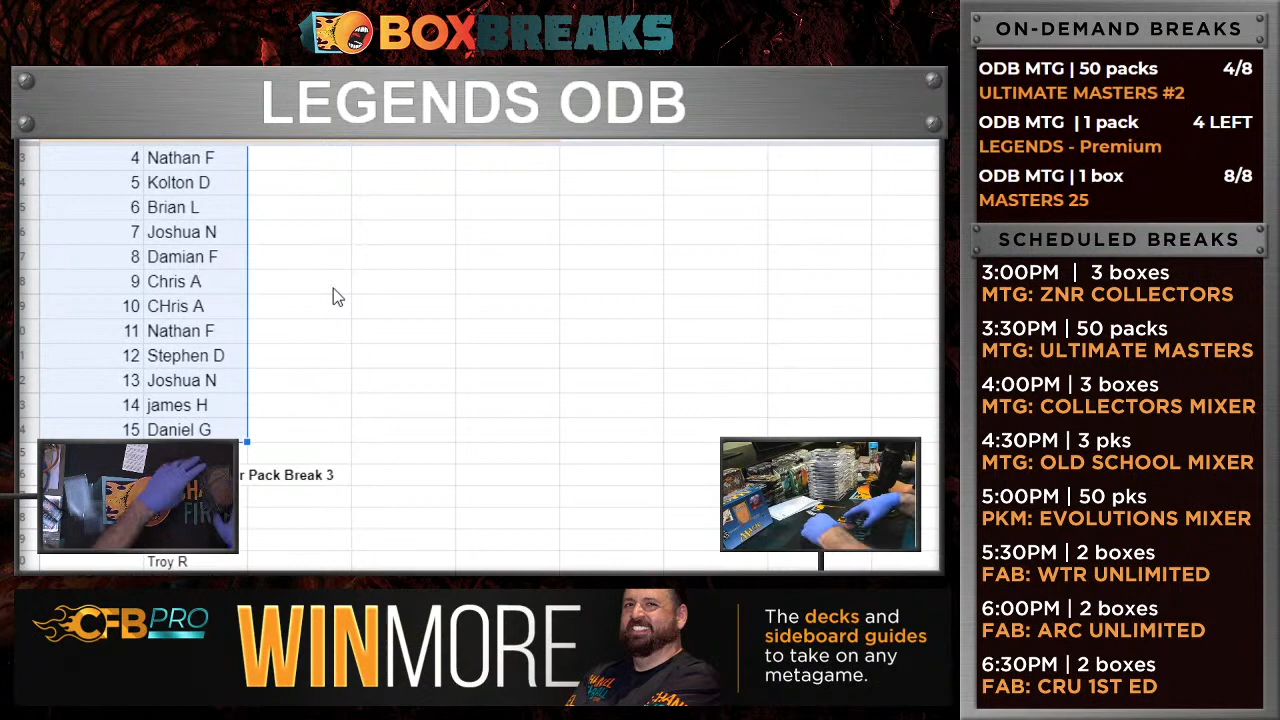 BOXBREAKS
LEGENDS ODB
4 Nathan F
5 Kolton D
6 Brian L
7 Joshua N
8 Damian F
9 Chris A
10 CHris A
11 Nathan F
12 Stephen D
13 Joshua N
14 james H
15 Daniel G
r Pack Break 3
Troy R
CFBPRO
WINMORE
The decks and
sideboard guides
to take on any
metagame.
ON-DEMAND BREAKS
ODB MTG | 50 packs 4/8
ULTIMATE MASTERS #2
ODB MTG | 1 pack 4 LEFT
LEGENDS - Premium
ODB MTG | 1 box 8/8
MASTERS 25
SCHEDULED BREAKS
3:00PM | 3 boxes
MTG: ZNR COLLECTORS
3:30PM | 50 packs
MTG: ULTIMATE MASTERS
4:00PM | 3 boxes
MTG: COLLECTORS MIXER
4:30PM | 3 pks
MTG: OLD SCHOOL MIXER
5:00PM | 50 pks
PKM: EVOLUTIONS MIXER
5:30PM | 2 boxes
FAB: WTR UNLIMITED
6:00PM | 2 boxes
FAB: ARC UNLIMITED
6:30PM | 2 boxes
FAB: CRU 1ST ED